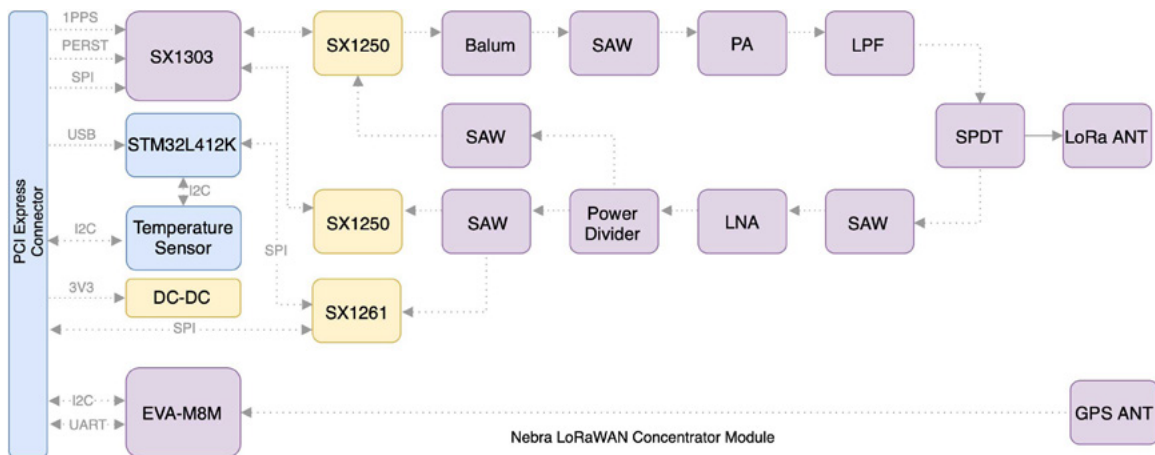 1PPS
PERST
SPI
SX1303
SX1250
Balum
SAW
PA
LPF
USB
STM32L412K
SAW
SPDT
LoRa ANT
I2C
PCI Express
Connector
I2C
Temperature
Sensor
SX1250
SAW
Power
Divider
LNA
SAW
SPI
3V3
DC-DC
SX1261
SPI
I2C
UART
EVA-M8M
GPS ANT
Nebra LoRaWAN Concentrator Module